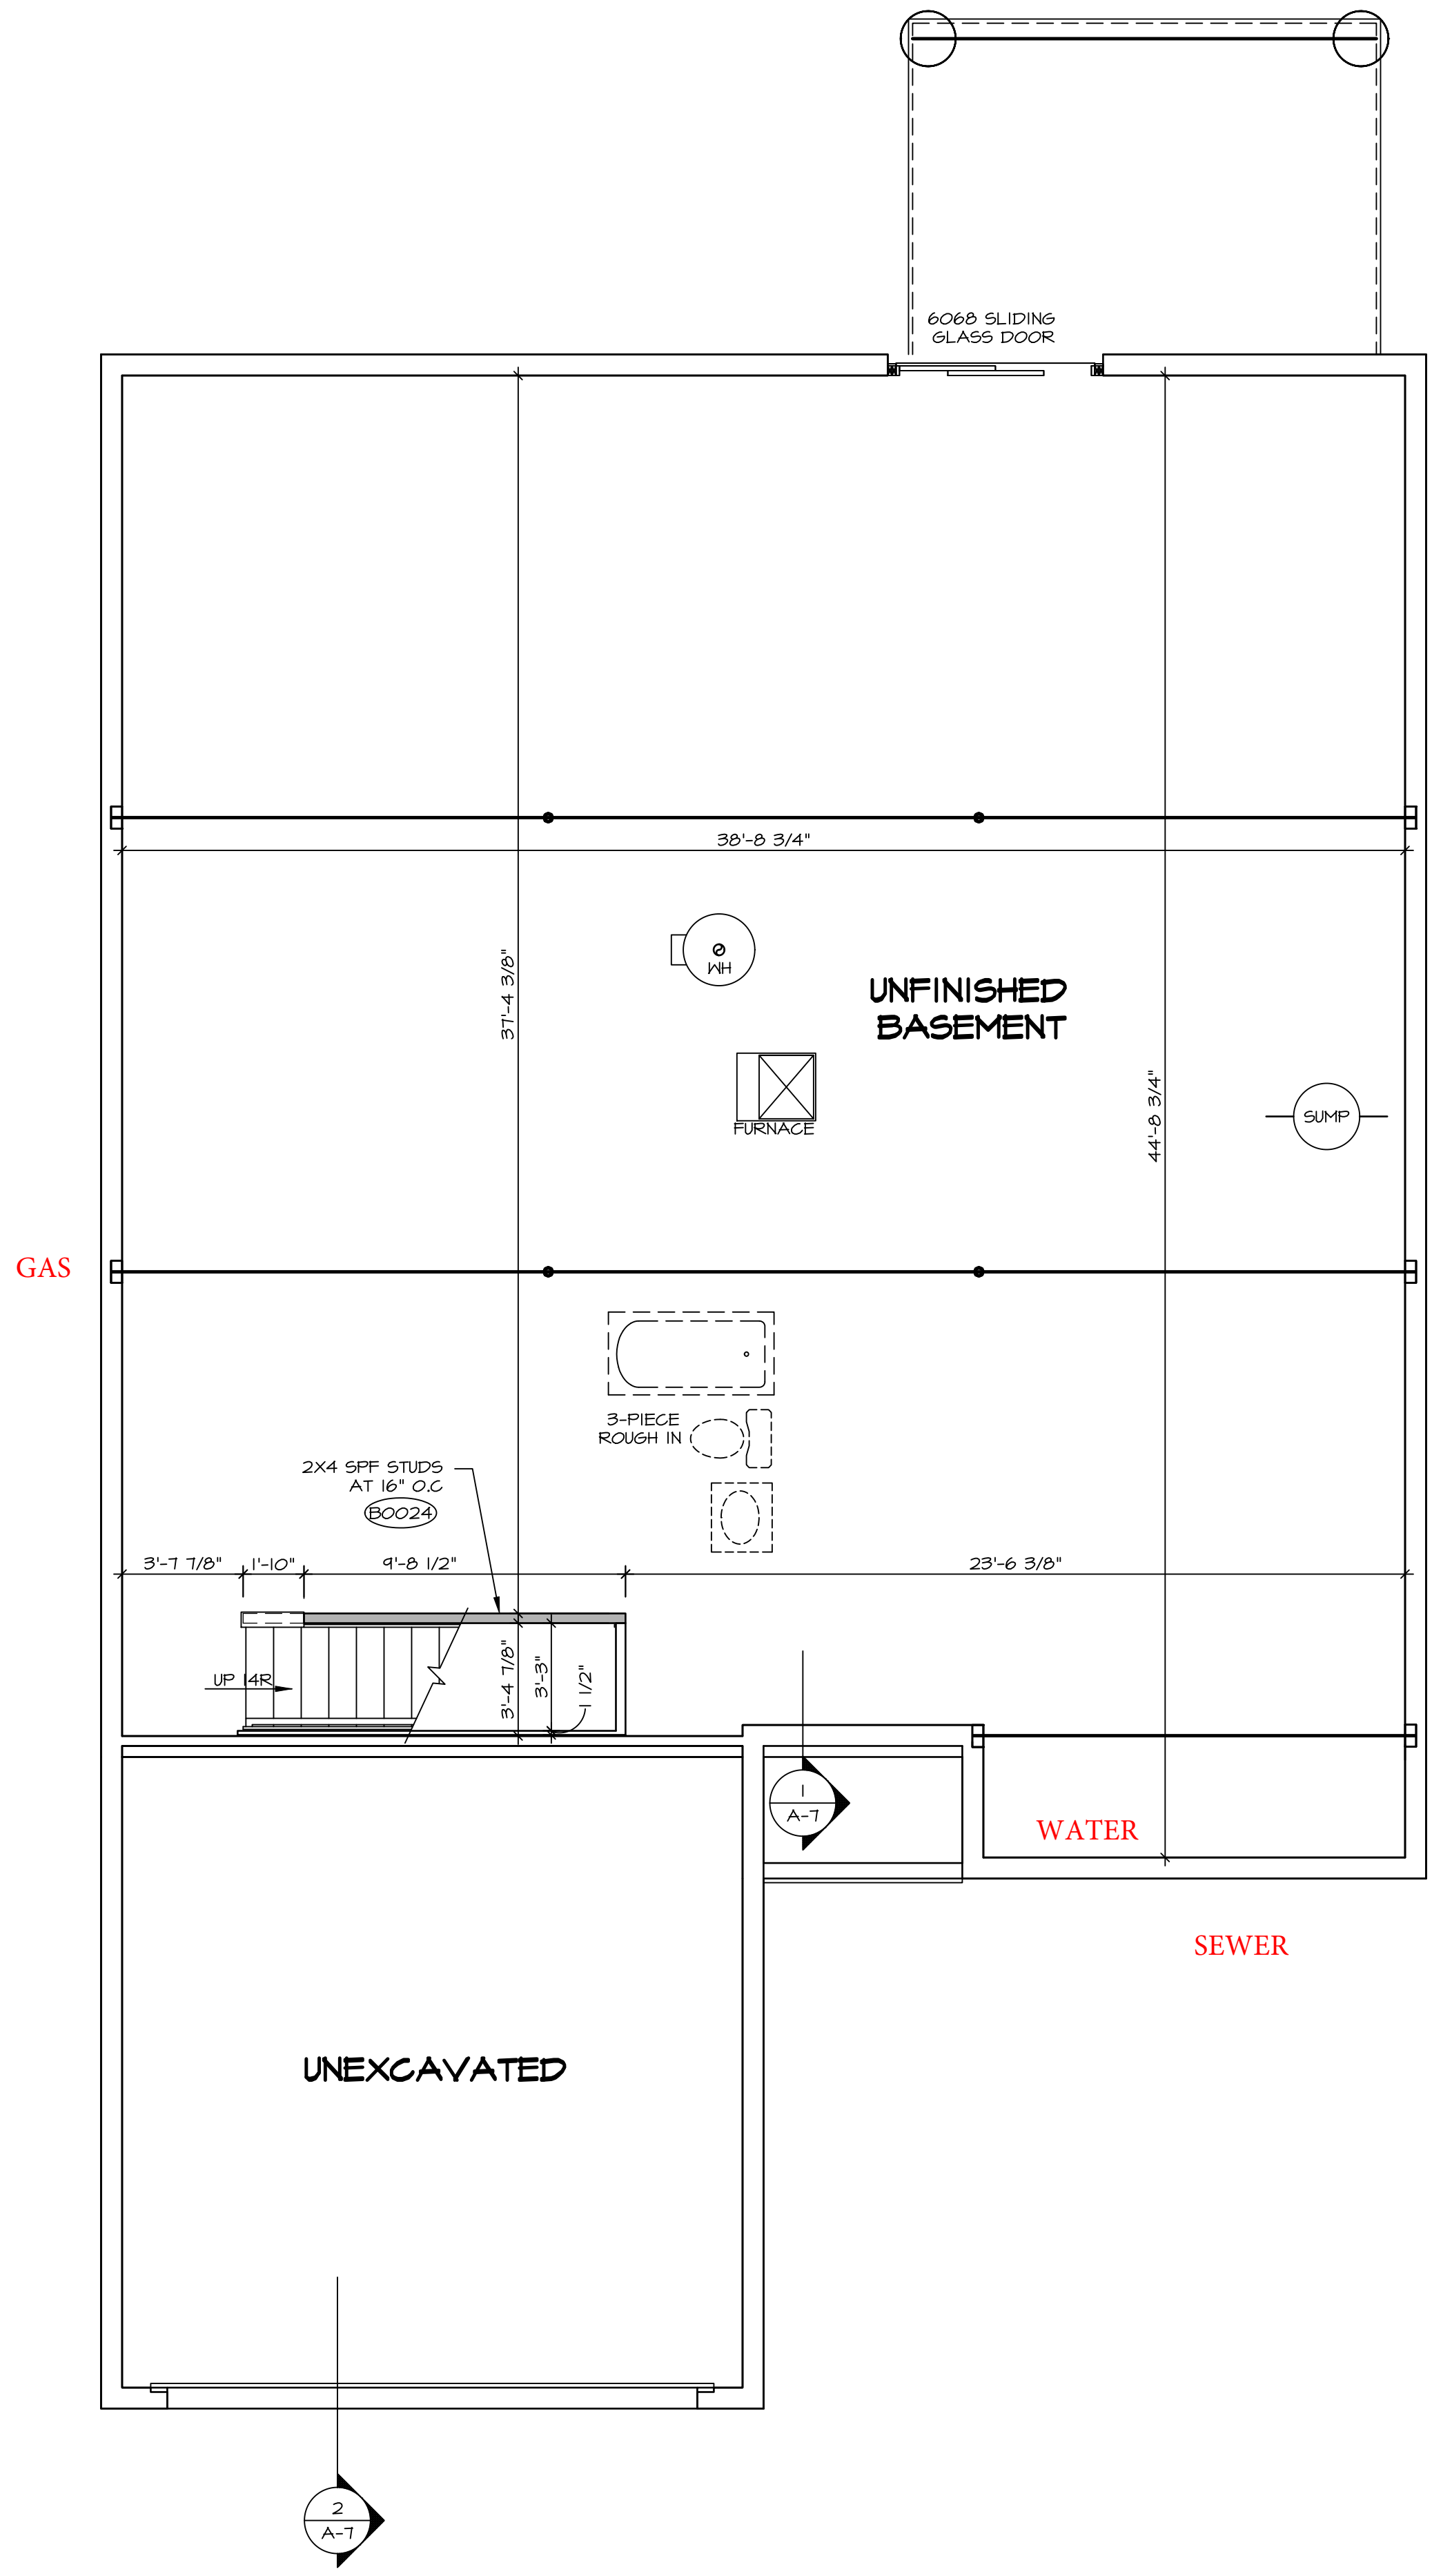 6068 SLIDING
GLASS DOOR
38'-8 3/4"
37'-4 3/8"
WH
UNFINISHED
BASEMENT
FURNACE
44'-8 3/4"
SUMP
GAS
3-PIECE
ROUGH IN
2X4 SPF STUDS
AT 16" O.C
B0024
3'-7 7/8"
1'-10"
9'-8 1/2"
23'-6 3/8"
UP 14R
3'-4 7/8"
3'-3"
1 1/2"
1
A-7
WATER
SEWER
UNEXCAVATED
2
A-7